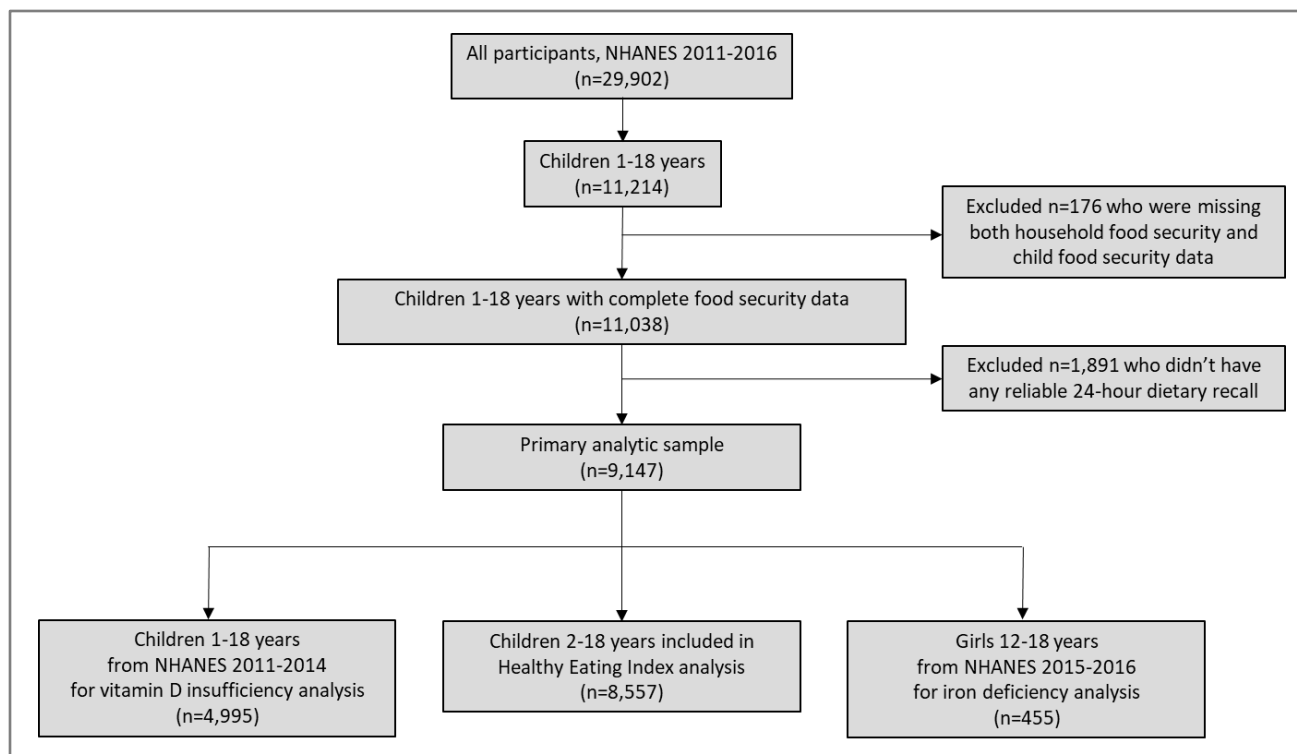 All participants, NHANES 2011-2016
(n=29,902)
Children 1-18 years
(n=11,214)
Excluded n=176 who were missing
both household food security and
child food security data
Children 1-18 years with complete food security data
(n=11,038)
Excluded n=1,891 who didn’t have
any reliable 24-hour dietary recall
Primary analytic sample
(n=9,147)
Children 1-18 years
from NHANES 2011-2014
for vitamin D insufficiency analysis
(n=4,995)
Children 2-18 years included in
Healthy Eating Index analysis
(n=8,557)
Girls 12-18 years
from NHANES 2015-2016
for iron deficiency analysis
(n=455)